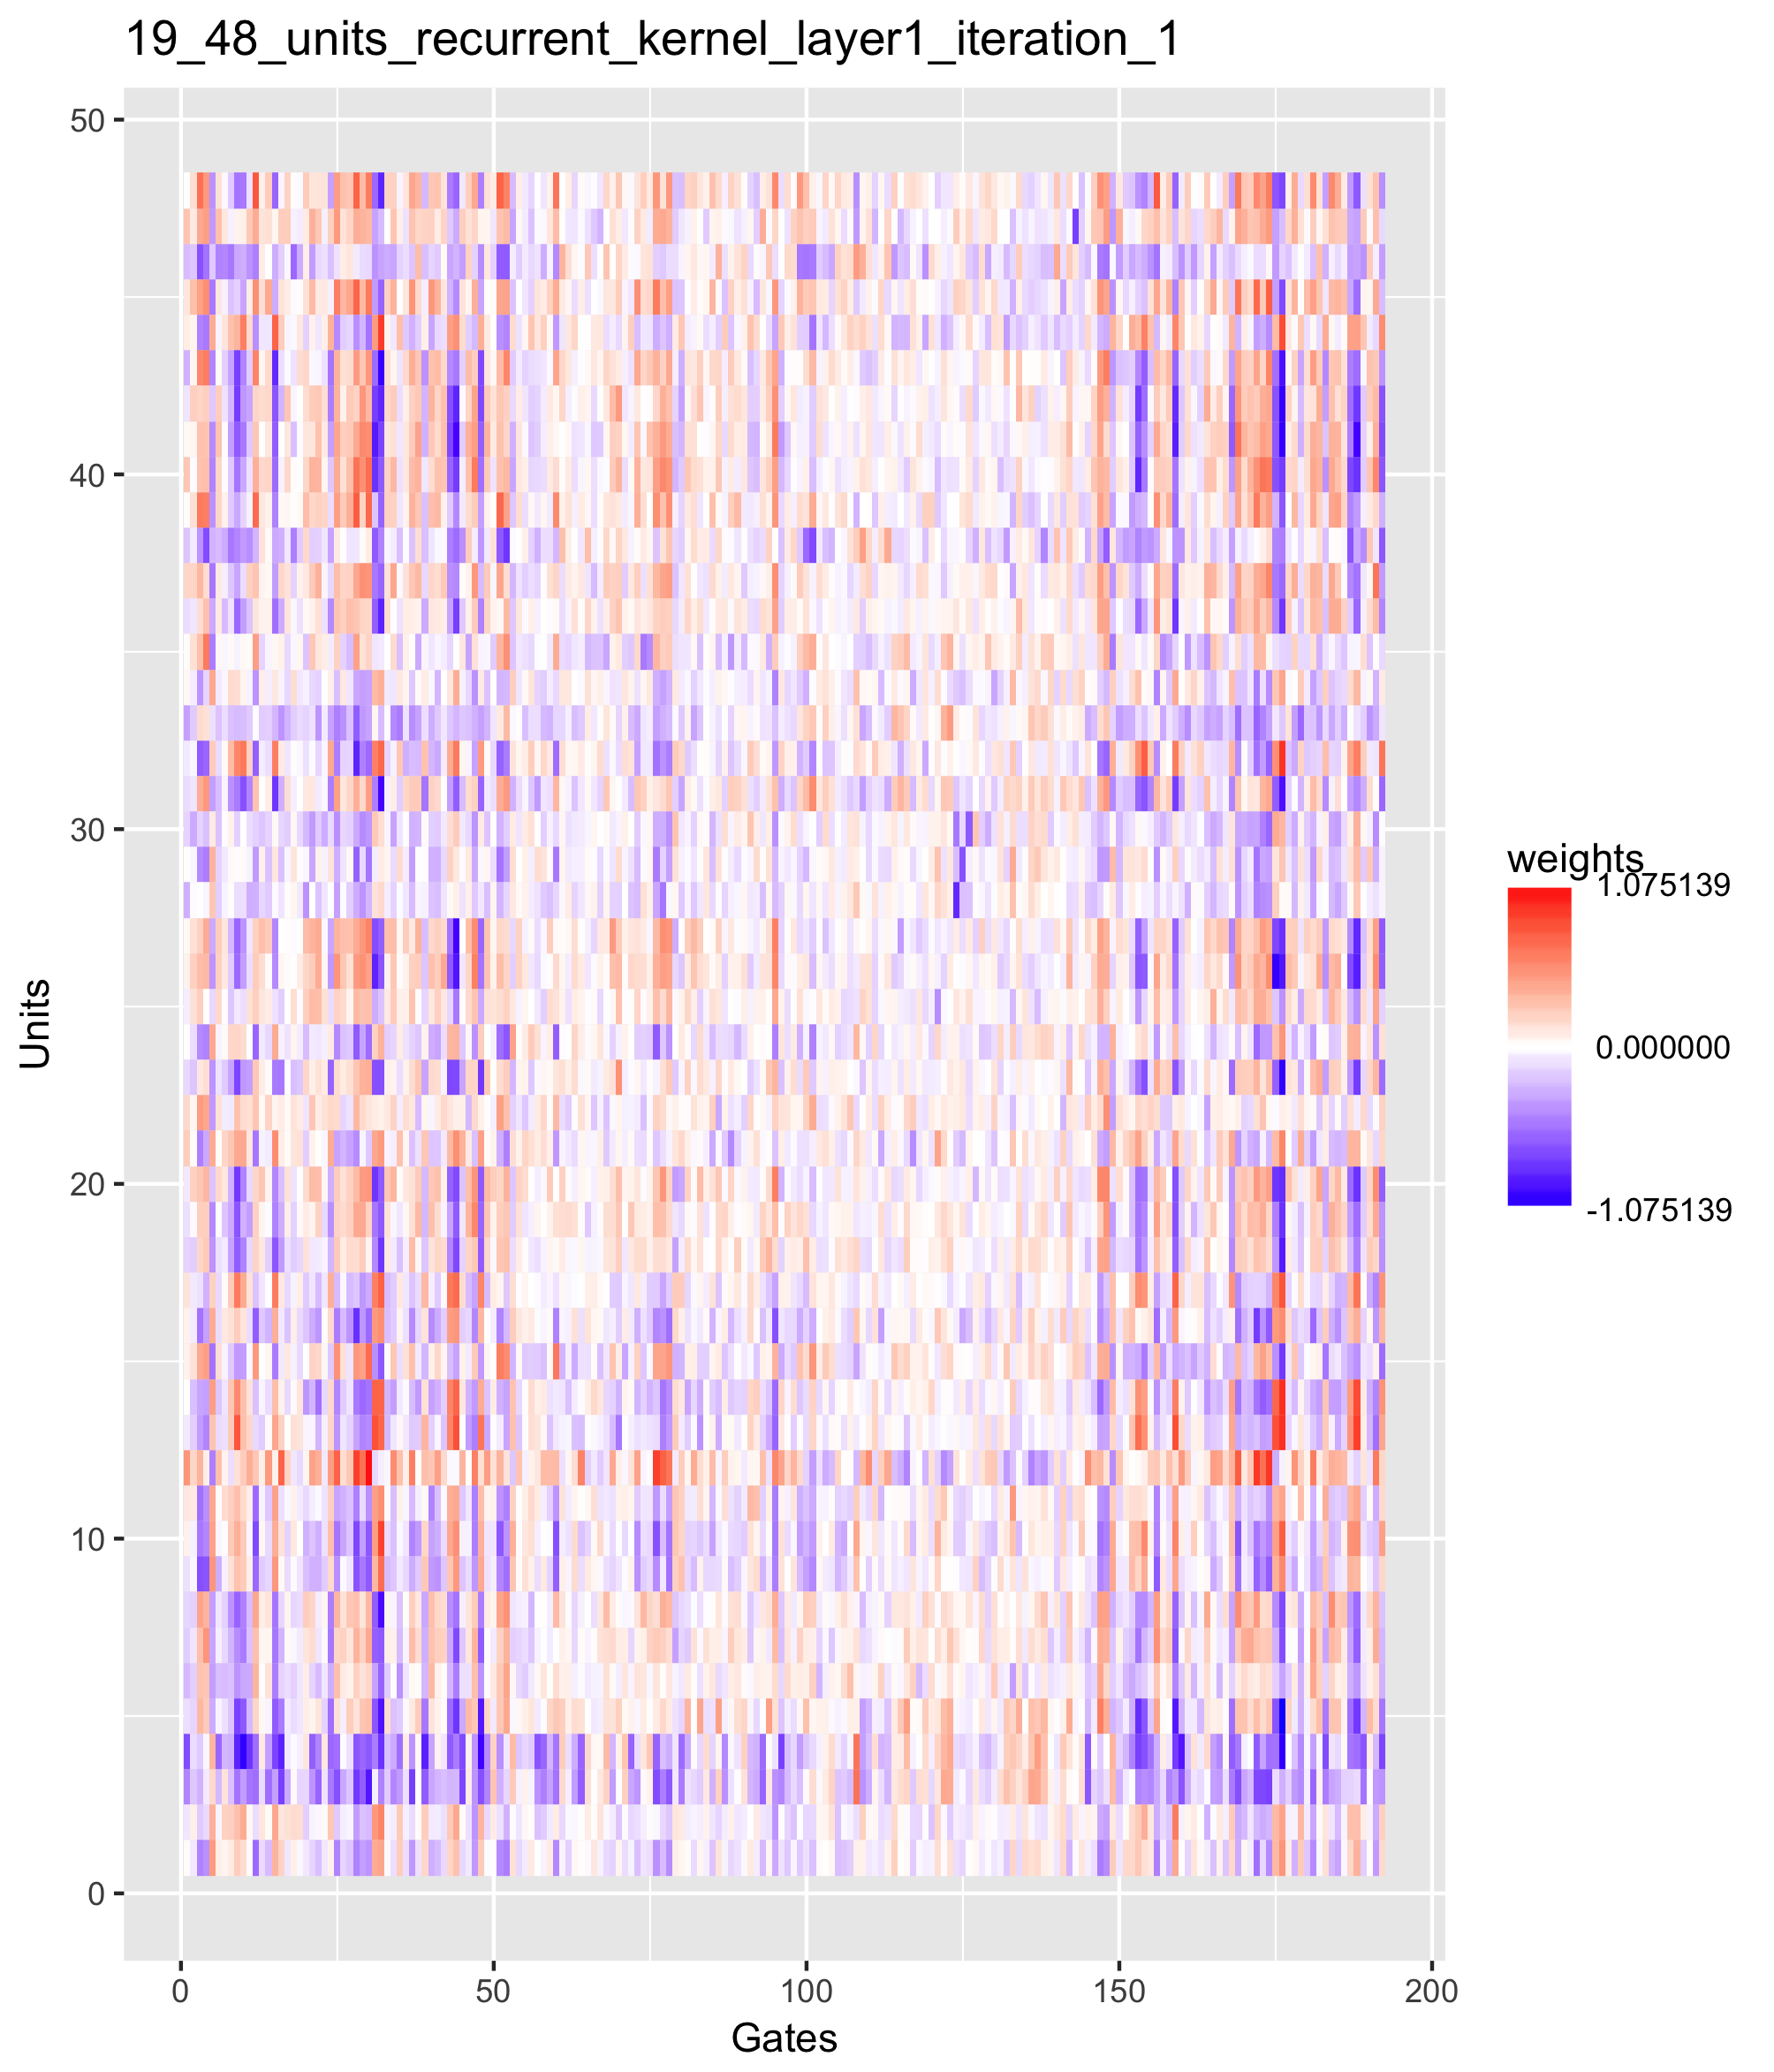 19_48_units_recurrent_kernel_layer1_iteration_1
50
40
30
20
10
0
Units
0 50 100 150 200
Gates
weights
1.075139
0.000000
-1.075139